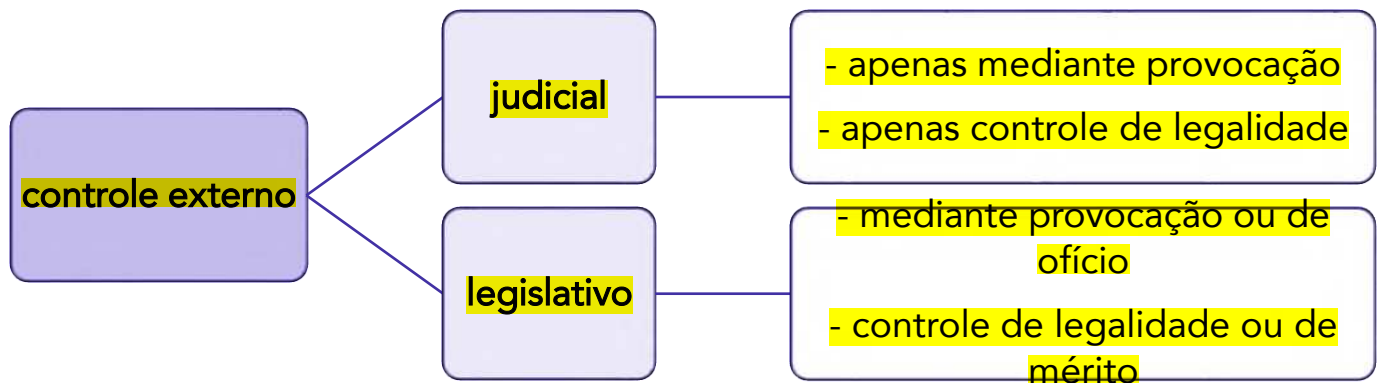 controle externo
judicial
- apenas mediante provocação
- apenas controle de legalidade
legislativo
- mediante provocação ou de
ofício
- controle de legalidade ou de
mérito